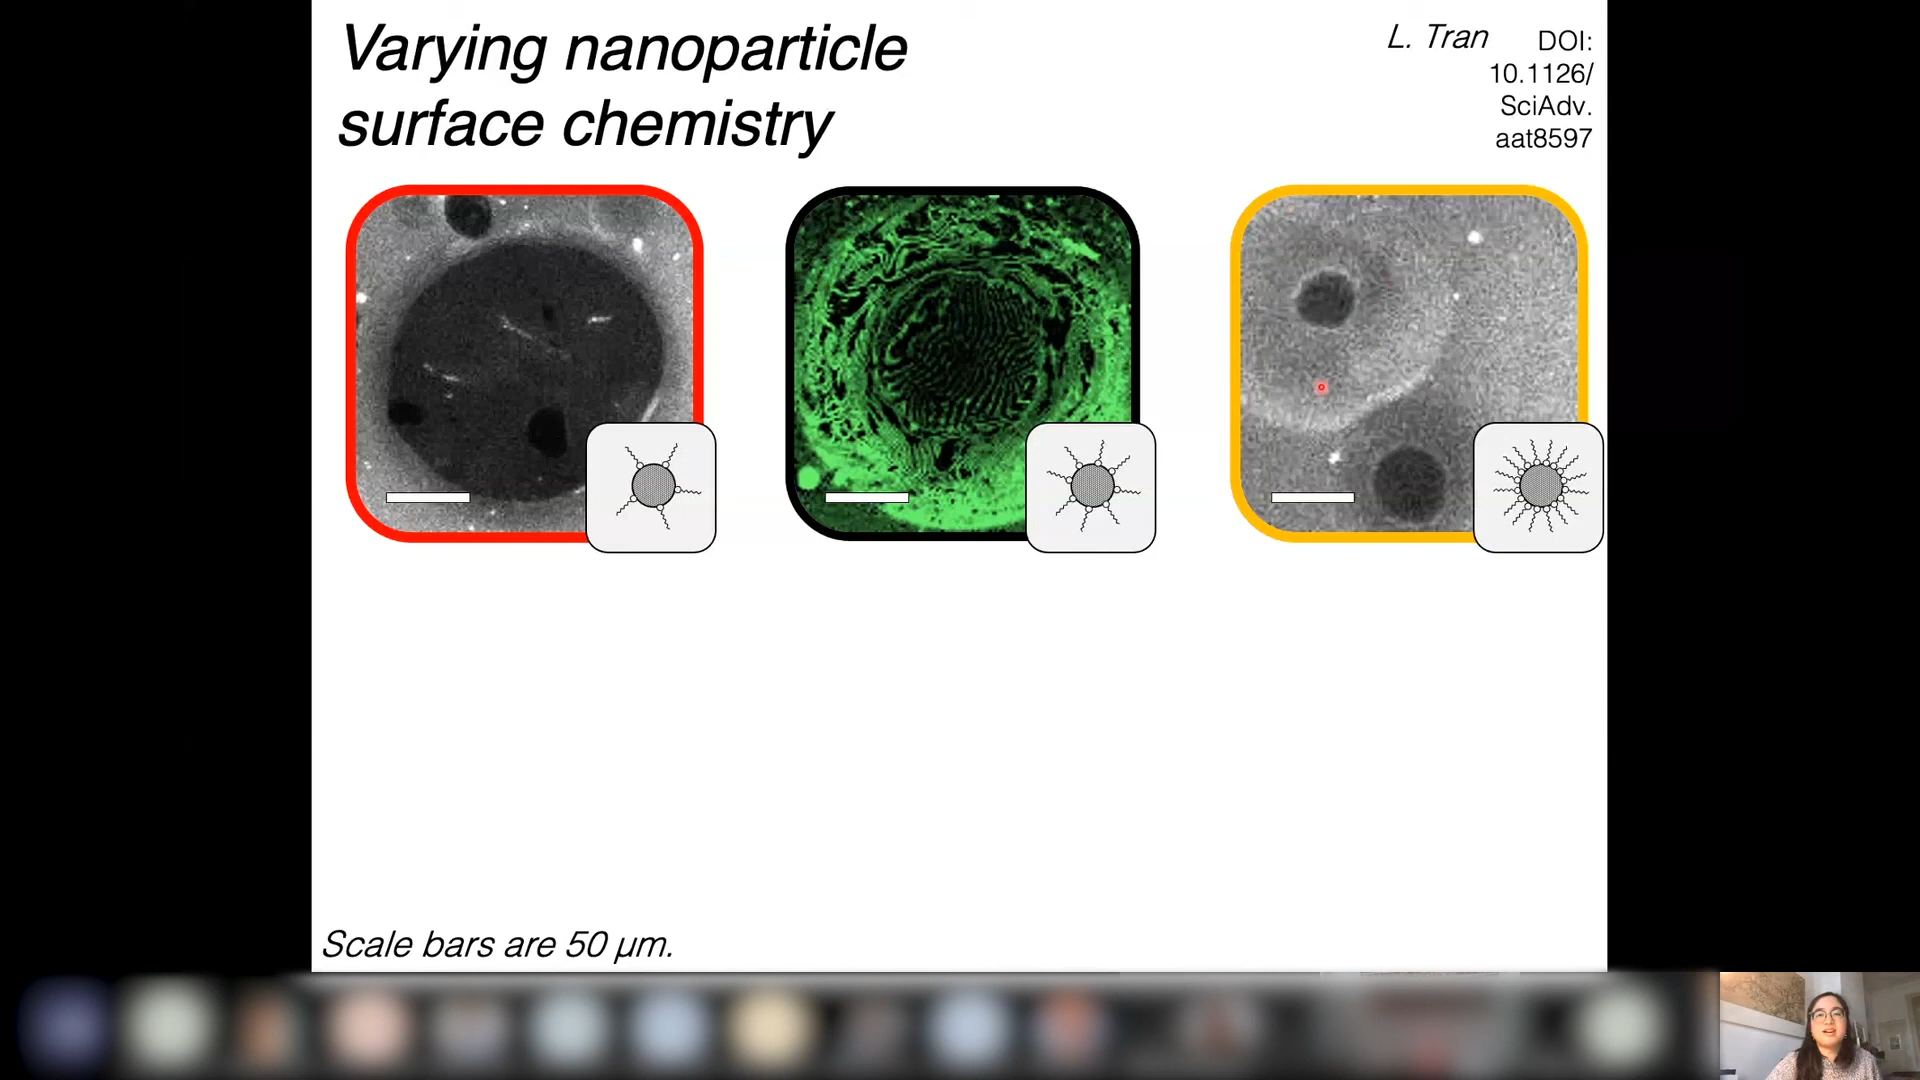 Varying nanoparticle
surface chemistry
L. Tran
DOI:
10.1126/
SciAdv.
aat8597
Scale bars are 50 μm.